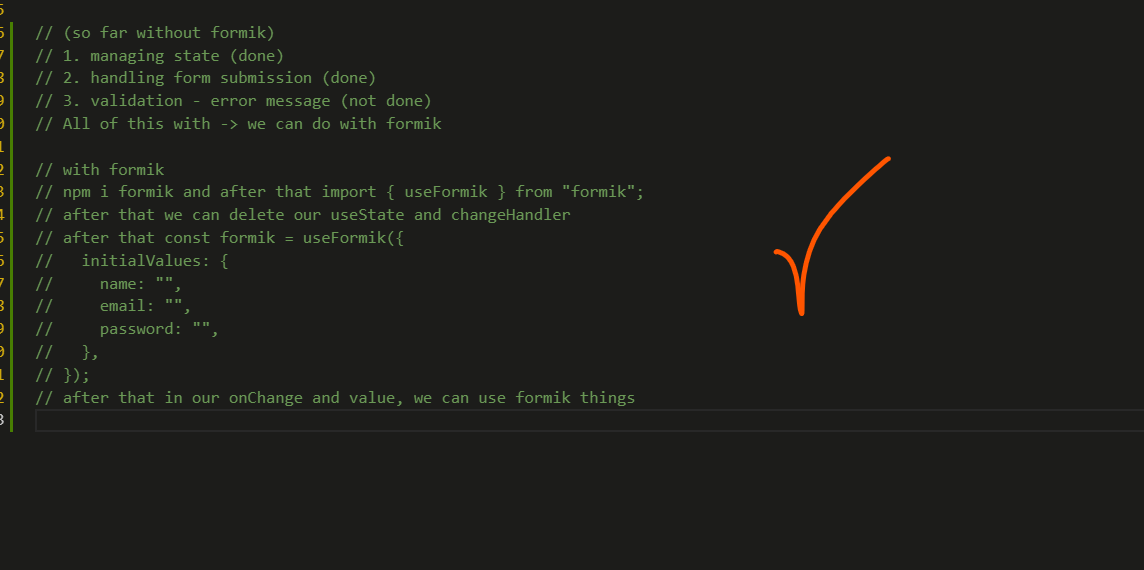 // (so far without formik)
// 1. managing state (done)
// 2. handling form submission (done)
// 3. validation - error message (not done)
// All of this with -> we can do with formik
// with formik
// npm i formik and after that import { useFormik } from "formik";
// after that we can delete our useState and changeHandler
// after that const formik = useFormik({
//   initialValues: {
//     name: "",
//     email: "",
//     password: "",
//   },
// });
// after that in our onChange and value, we can use formik things